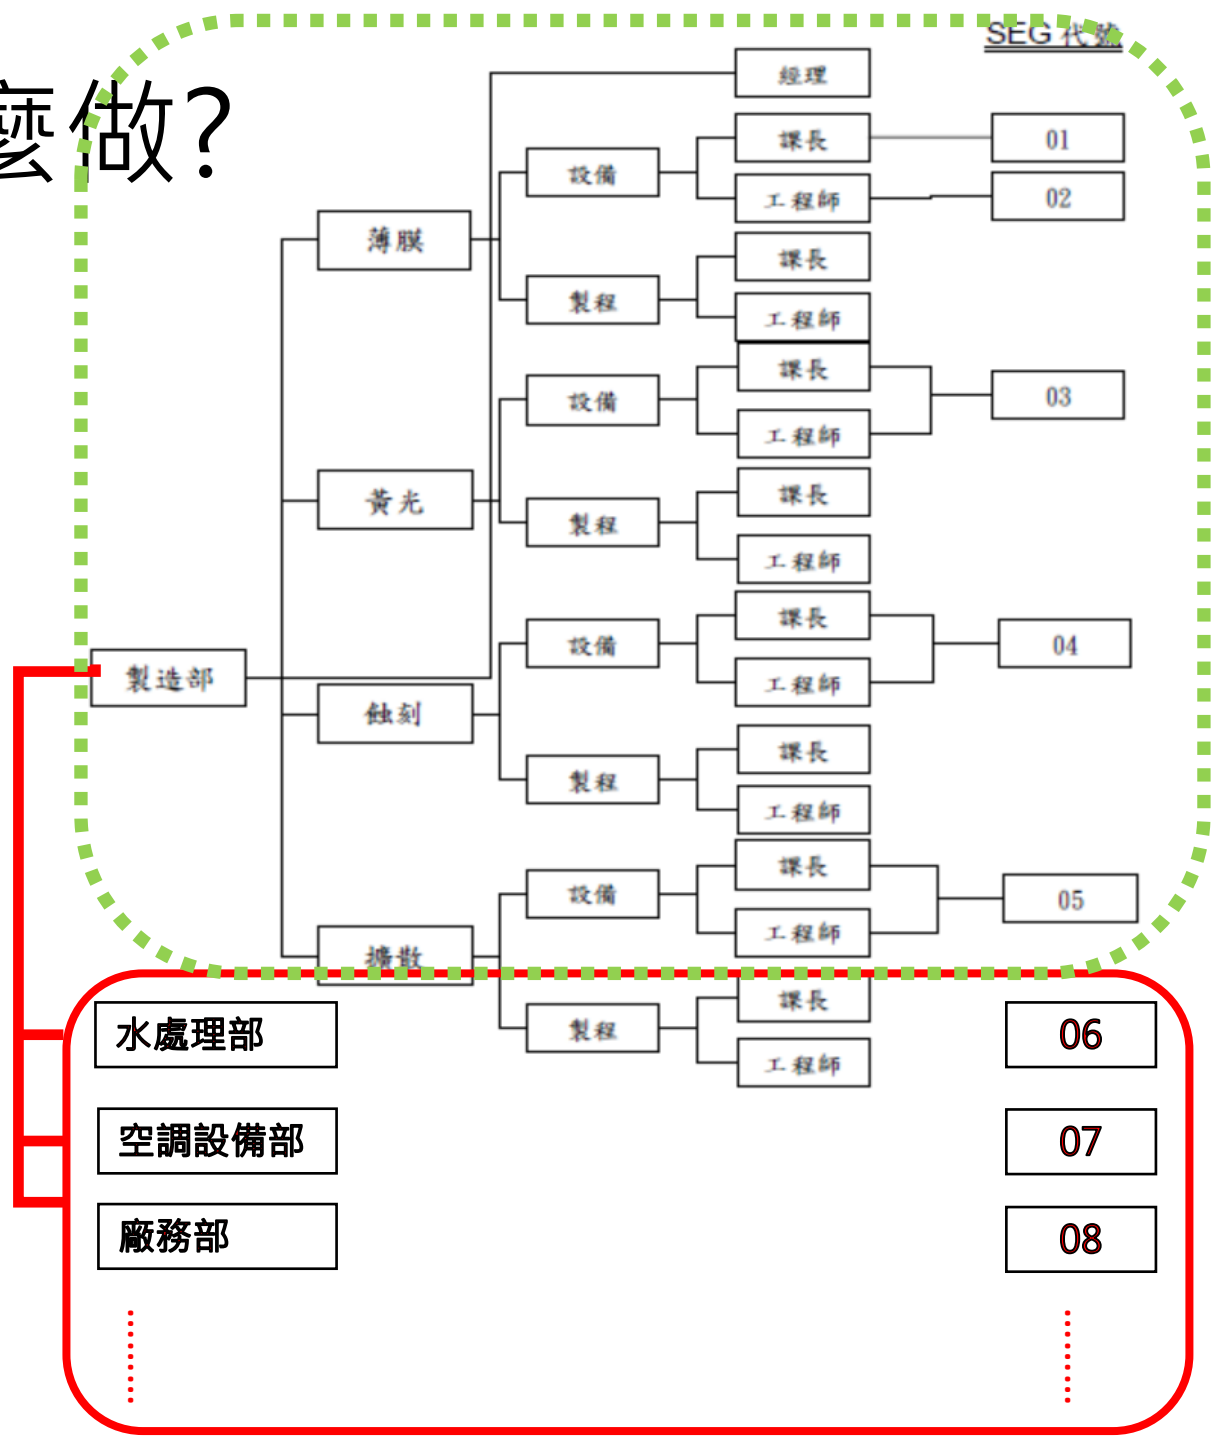 SEG 代號
麼做?
經理
課長
01
設備
工程師
02
薄膜
課長
製程
工程師
課長
設備
03
工程師
黃光
課長
製程
工程師
課長
設備
04
工程師
製造部
蝕刻
課長
製程
工程師
課長
設備
05
工程師
擴散
課長
製程
工程師
水處理部
06
空調設備部
07
廠務部
08